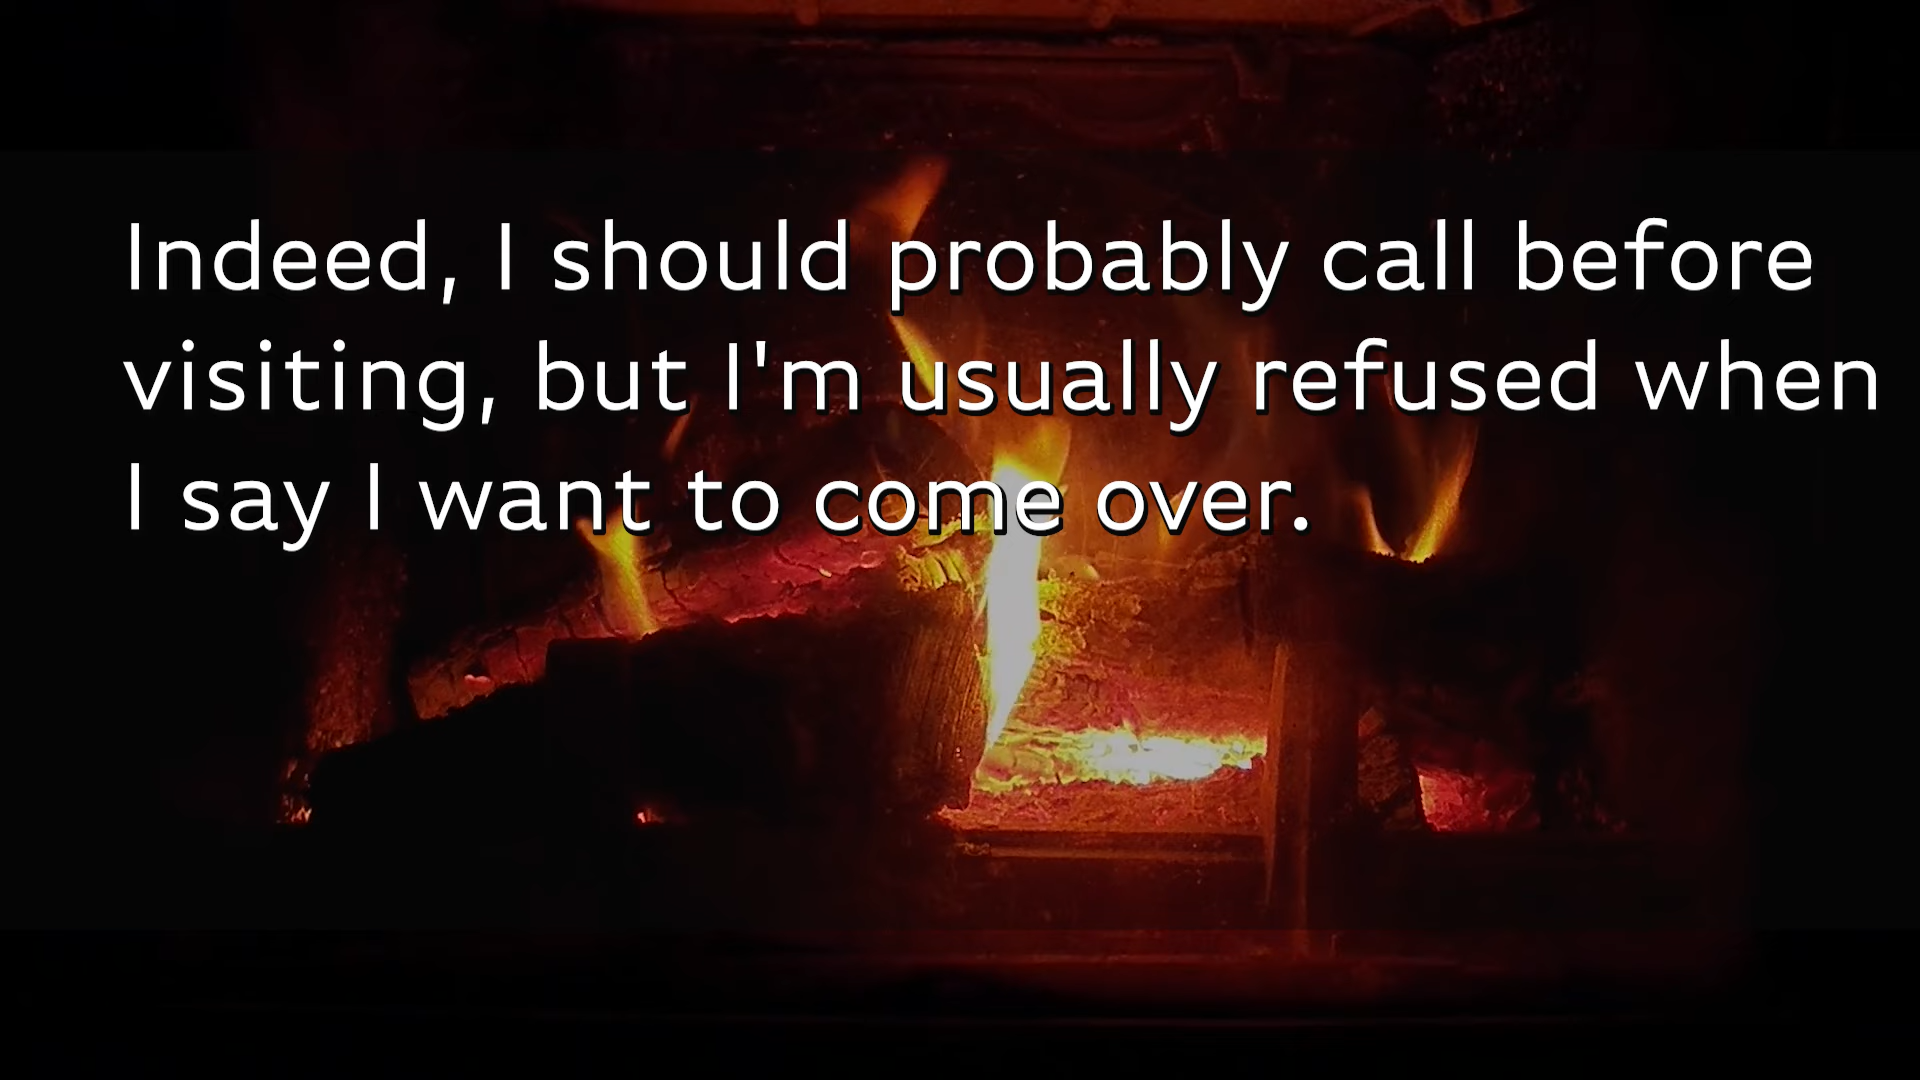 Indeed, I should probably call before
visiting, but I'm usually refused when
I say I want to come over.